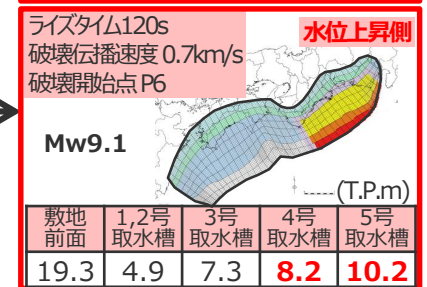 ライズタイム120s
水位上昇側
破壊伝播速度 0.7km/s
破壊開始点 P6
Mw9.1
(T.P.m)
敷地前面 1,2号取水槽 3号取水槽 4号取水槽 5号取水槽
19.3 4.9 7.3 8.2 10.2